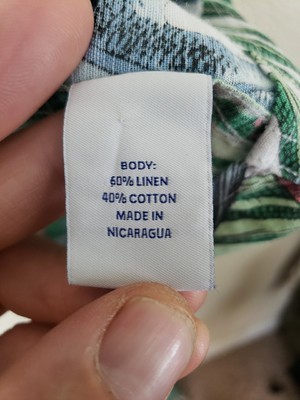 BODY:
60% LINEN
40% COTTON
MADE IN
NICARAGUA